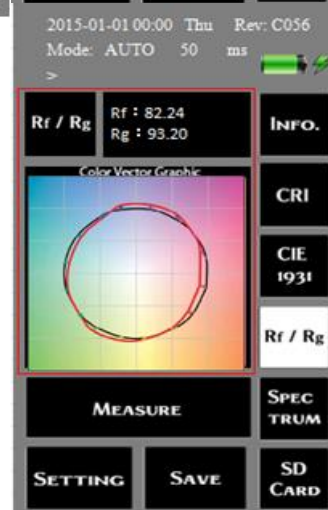 2015-01-01 00:00 Thu Rev: C056
Mode: AUTO 50 ms
>
Rf / Rg
Rf : 82.24
Rg : 93.20
INFO.
Color Vector Graphic
CRI
CIE
1931
Rf / Rg
MEASURE
SPEC
TRUM
SETTING
SAVE
SD
CARD